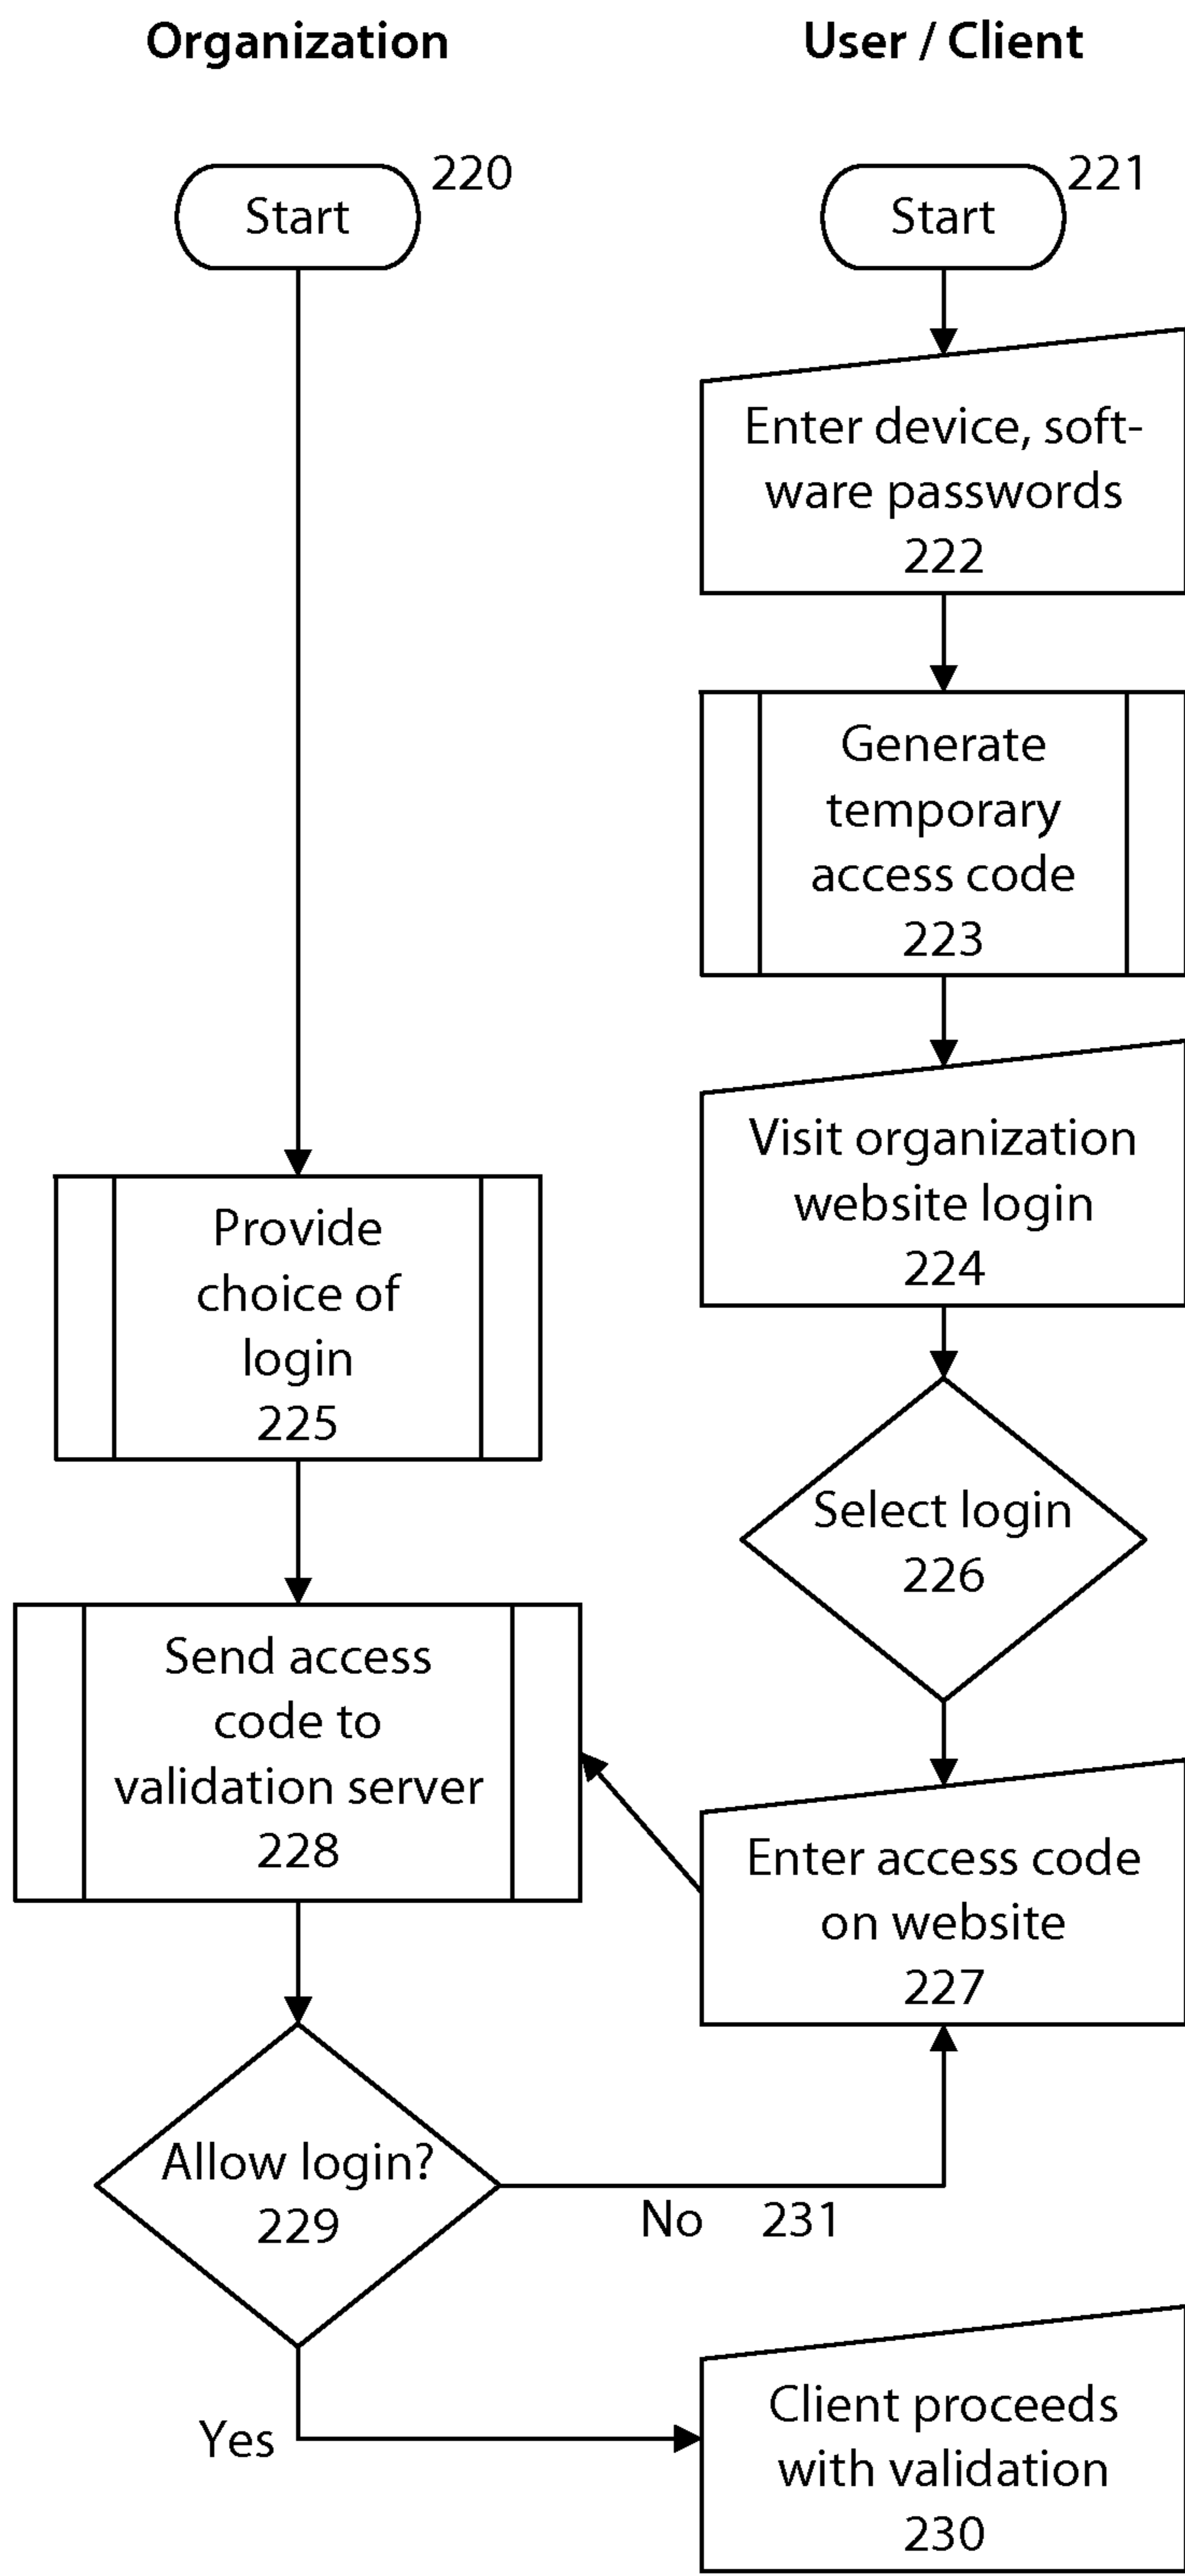 Organization
User / Client
Start
220
Start
221
Enter device, soft-
ware passwords
222
Generate
temporary
access code
223
Visit organization
website login
224
Provide
choice of
login
225
Select login
226
Send access
code to
validation server
228
Enter access code
on website
227
Allow login?
229
No 231
Yes
Client proceeds
with validation
230